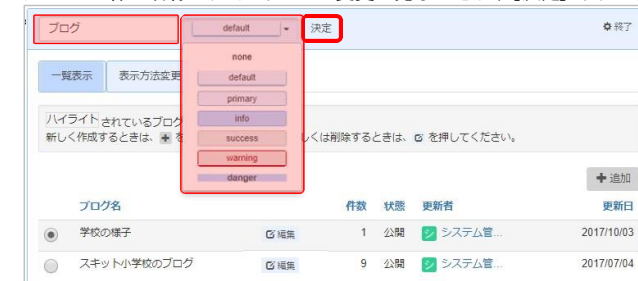 ブログ default 決定 終了
none
一覧表示 表示方法変更 default
primary
ハイライト されているブログ info
新しく作成するときは、 を success しくは削除するときは、 を押してください。
warning
danger
追加
ブログ名 件数 状態 更新者 更新日
学校の様子 編集 1 公開 シ システム管... 2017/10/03
スキット小学校のブログ 編集 9 公開 シ システム管... 2017/07/04